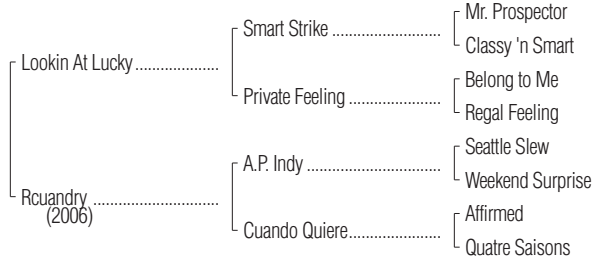 Mr. Prospector
Smart Strike ......................
Classy 'n Smart
Lookin At Lucky.....................
Belong to Me
Private Feeling ...................
Regal Feeling
Seattle Slew
A.P. Indy ............................
Weekend Surprise
Rcuandry ...............................
(2006)
Affirmed
Cuando Quiere...................
Quatre Saisons